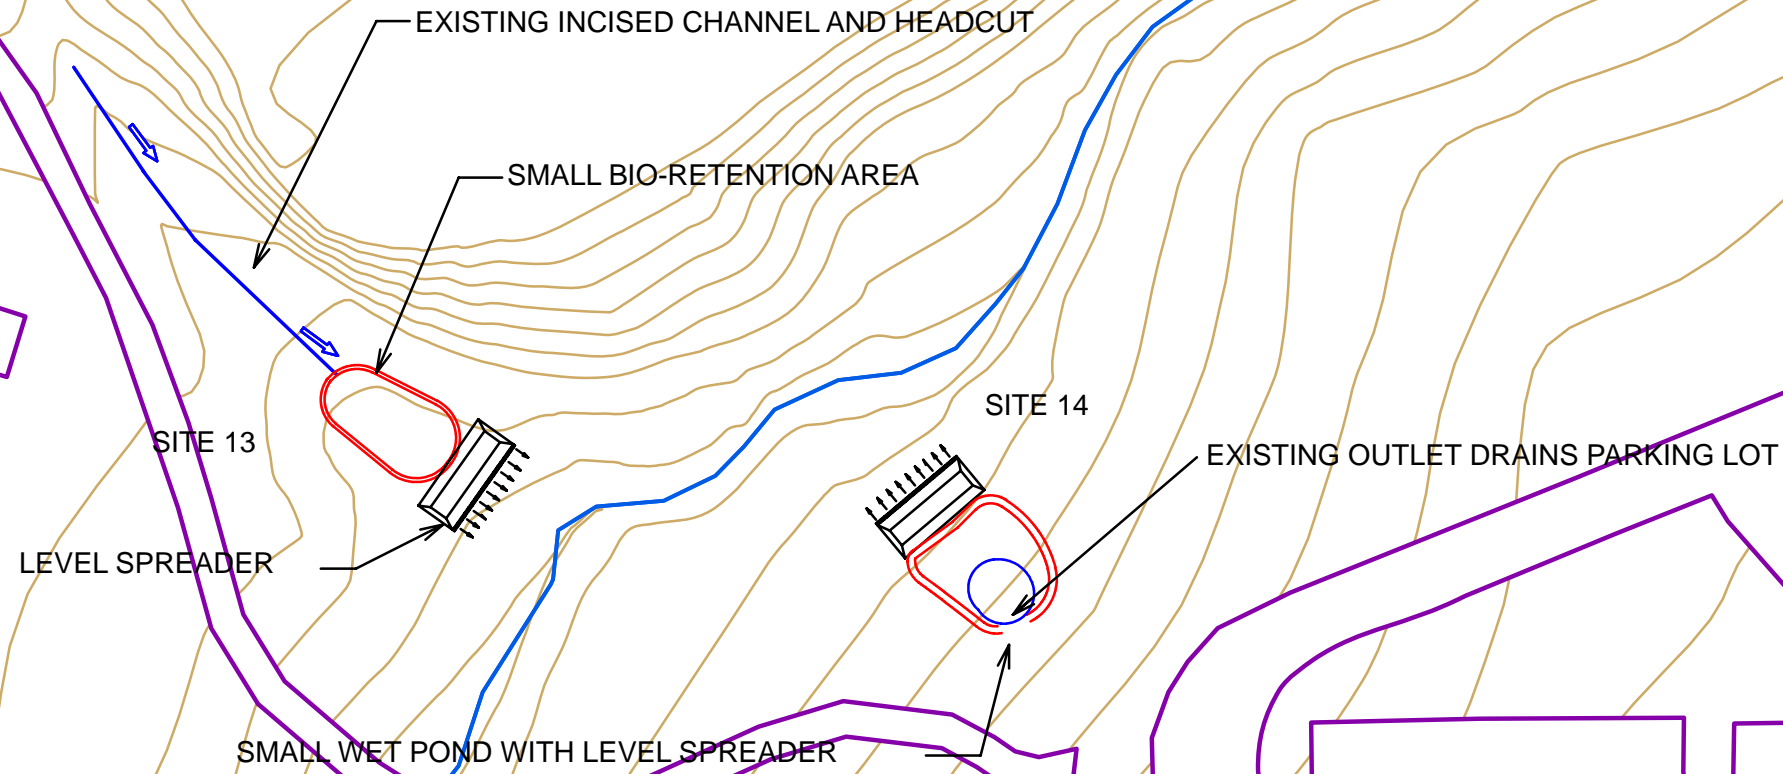 EXISTING INCISED CHANNEL AND HEADCUT
SMALL BIO-RETENTION AREA
SITE 14
SITE 13
EXISTING OUTLET DRAINS PARKING LOT
LEVEL SPREADER
SMALL WET POND WITH LEVEL SPREADER